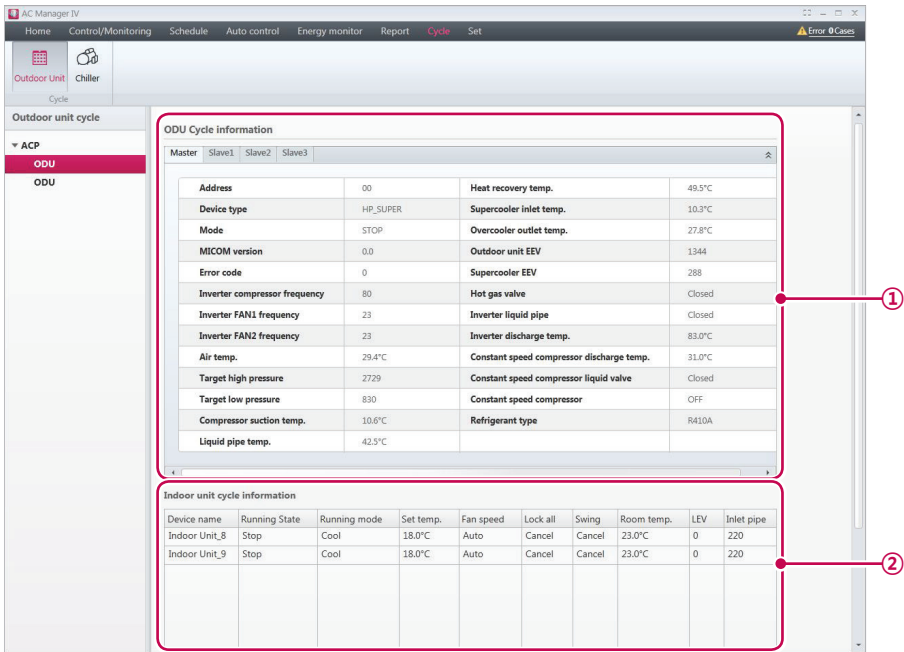 AC Manager IV
Home Control/Monitoring Schedule Auto control Energy monitor Report Cycle Set Error 0 Cases
Outdoor Unit Chiller
Cycle
Outdoor unit cycle
ACP
ODU
ODU
ODU Cycle information
Master Slave1 Slave2 Slave3
Address 00 Heat recovery temp. 49.5°C
Device type HP_SUPER Supercooler inlet temp. 10.3°C
Mode STOP Overcooler outlet temp. 27.8°C
MICOM version 0.0 Outdoor unit EEV 1344
Error code 0 Supercooler EEV 288
Inverter compressor frequency 80 Hot gas valve Closed
Inverter FAN1 frequency 23 Inverter liquid pipe Closed
Inverter FAN2 frequency 23 Inverter discharge temp. 83.0°C
Air temp. 29.4°C Constant speed compressor discharge temp. 31.0°C
Target high pressure 2729 Constant speed compressor liquid valve Closed
Target low pressure 830 Constant speed compressor OFF
Compressor suction temp. 10.6°C Refrigerant type R410A
Liquid pipe temp. 42.5°C
①
Indoor unit cycle information
Device name Running State Running mode Set temp. Fan speed Lock all Swing Room temp. LEV Inlet pipe
Indoor Unit_8 Stop Cool 18.0°C Auto Cancel Cancel 23.0°C 0 220
Indoor Unit_9 Stop Cool 18.0°C Auto Cancel Cancel 23.0°C 0 220
②